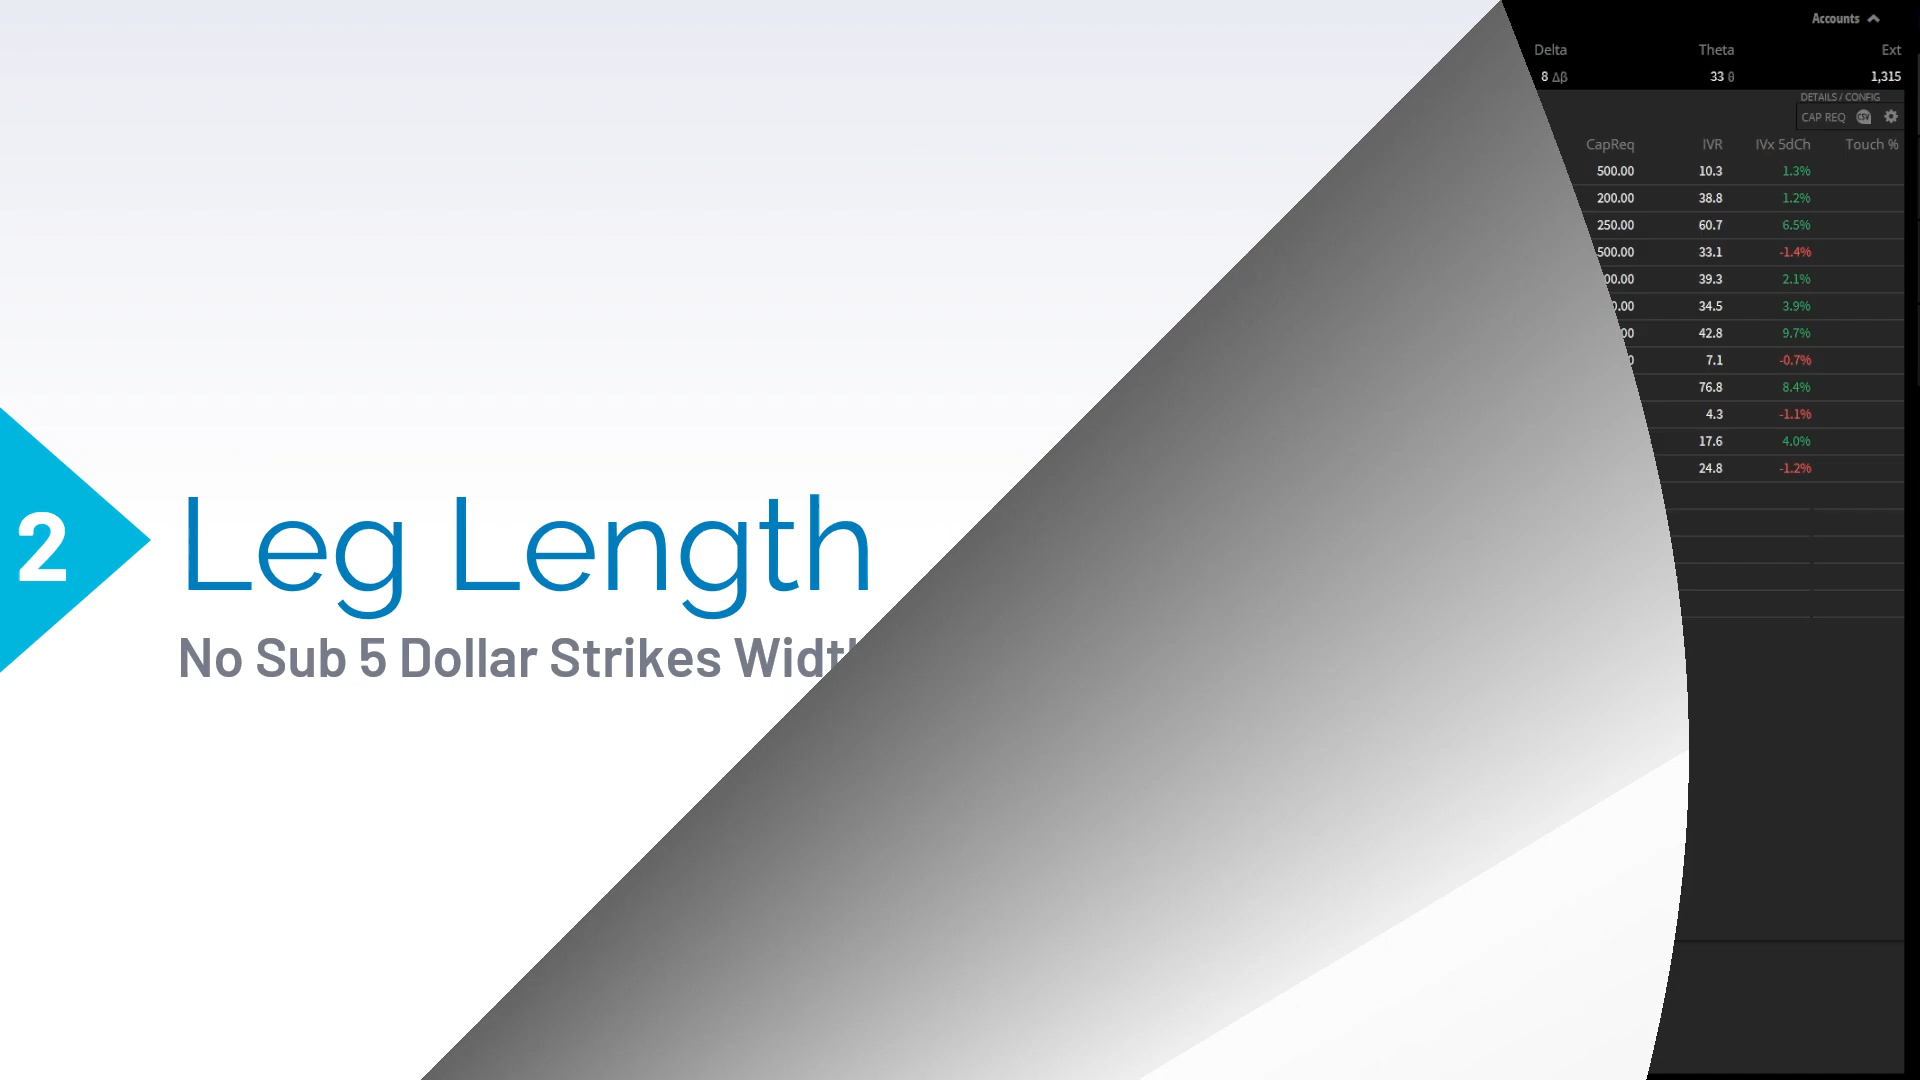 2
Leg Length
No Sub 5 Dollar Strikes
Accounts
Delta Theta Ext
8 Δβ 33 θ 1,315
DETAILS / CONFIG
CAP REQ CSV
CapReq IVR IVx 5dCh Touch %
500.00 10.3 1.3%
200.00 38.8 1.2%
250.00 60.7 6.5%
500.00 33.1 -1.4%
39.3 2.1%
34.5 3.9%
42.8 9.7%
7.1 -0.7%
76.8 8.4%
4.3 -1.1%
17.6 4.0%
24.8 -1.2%